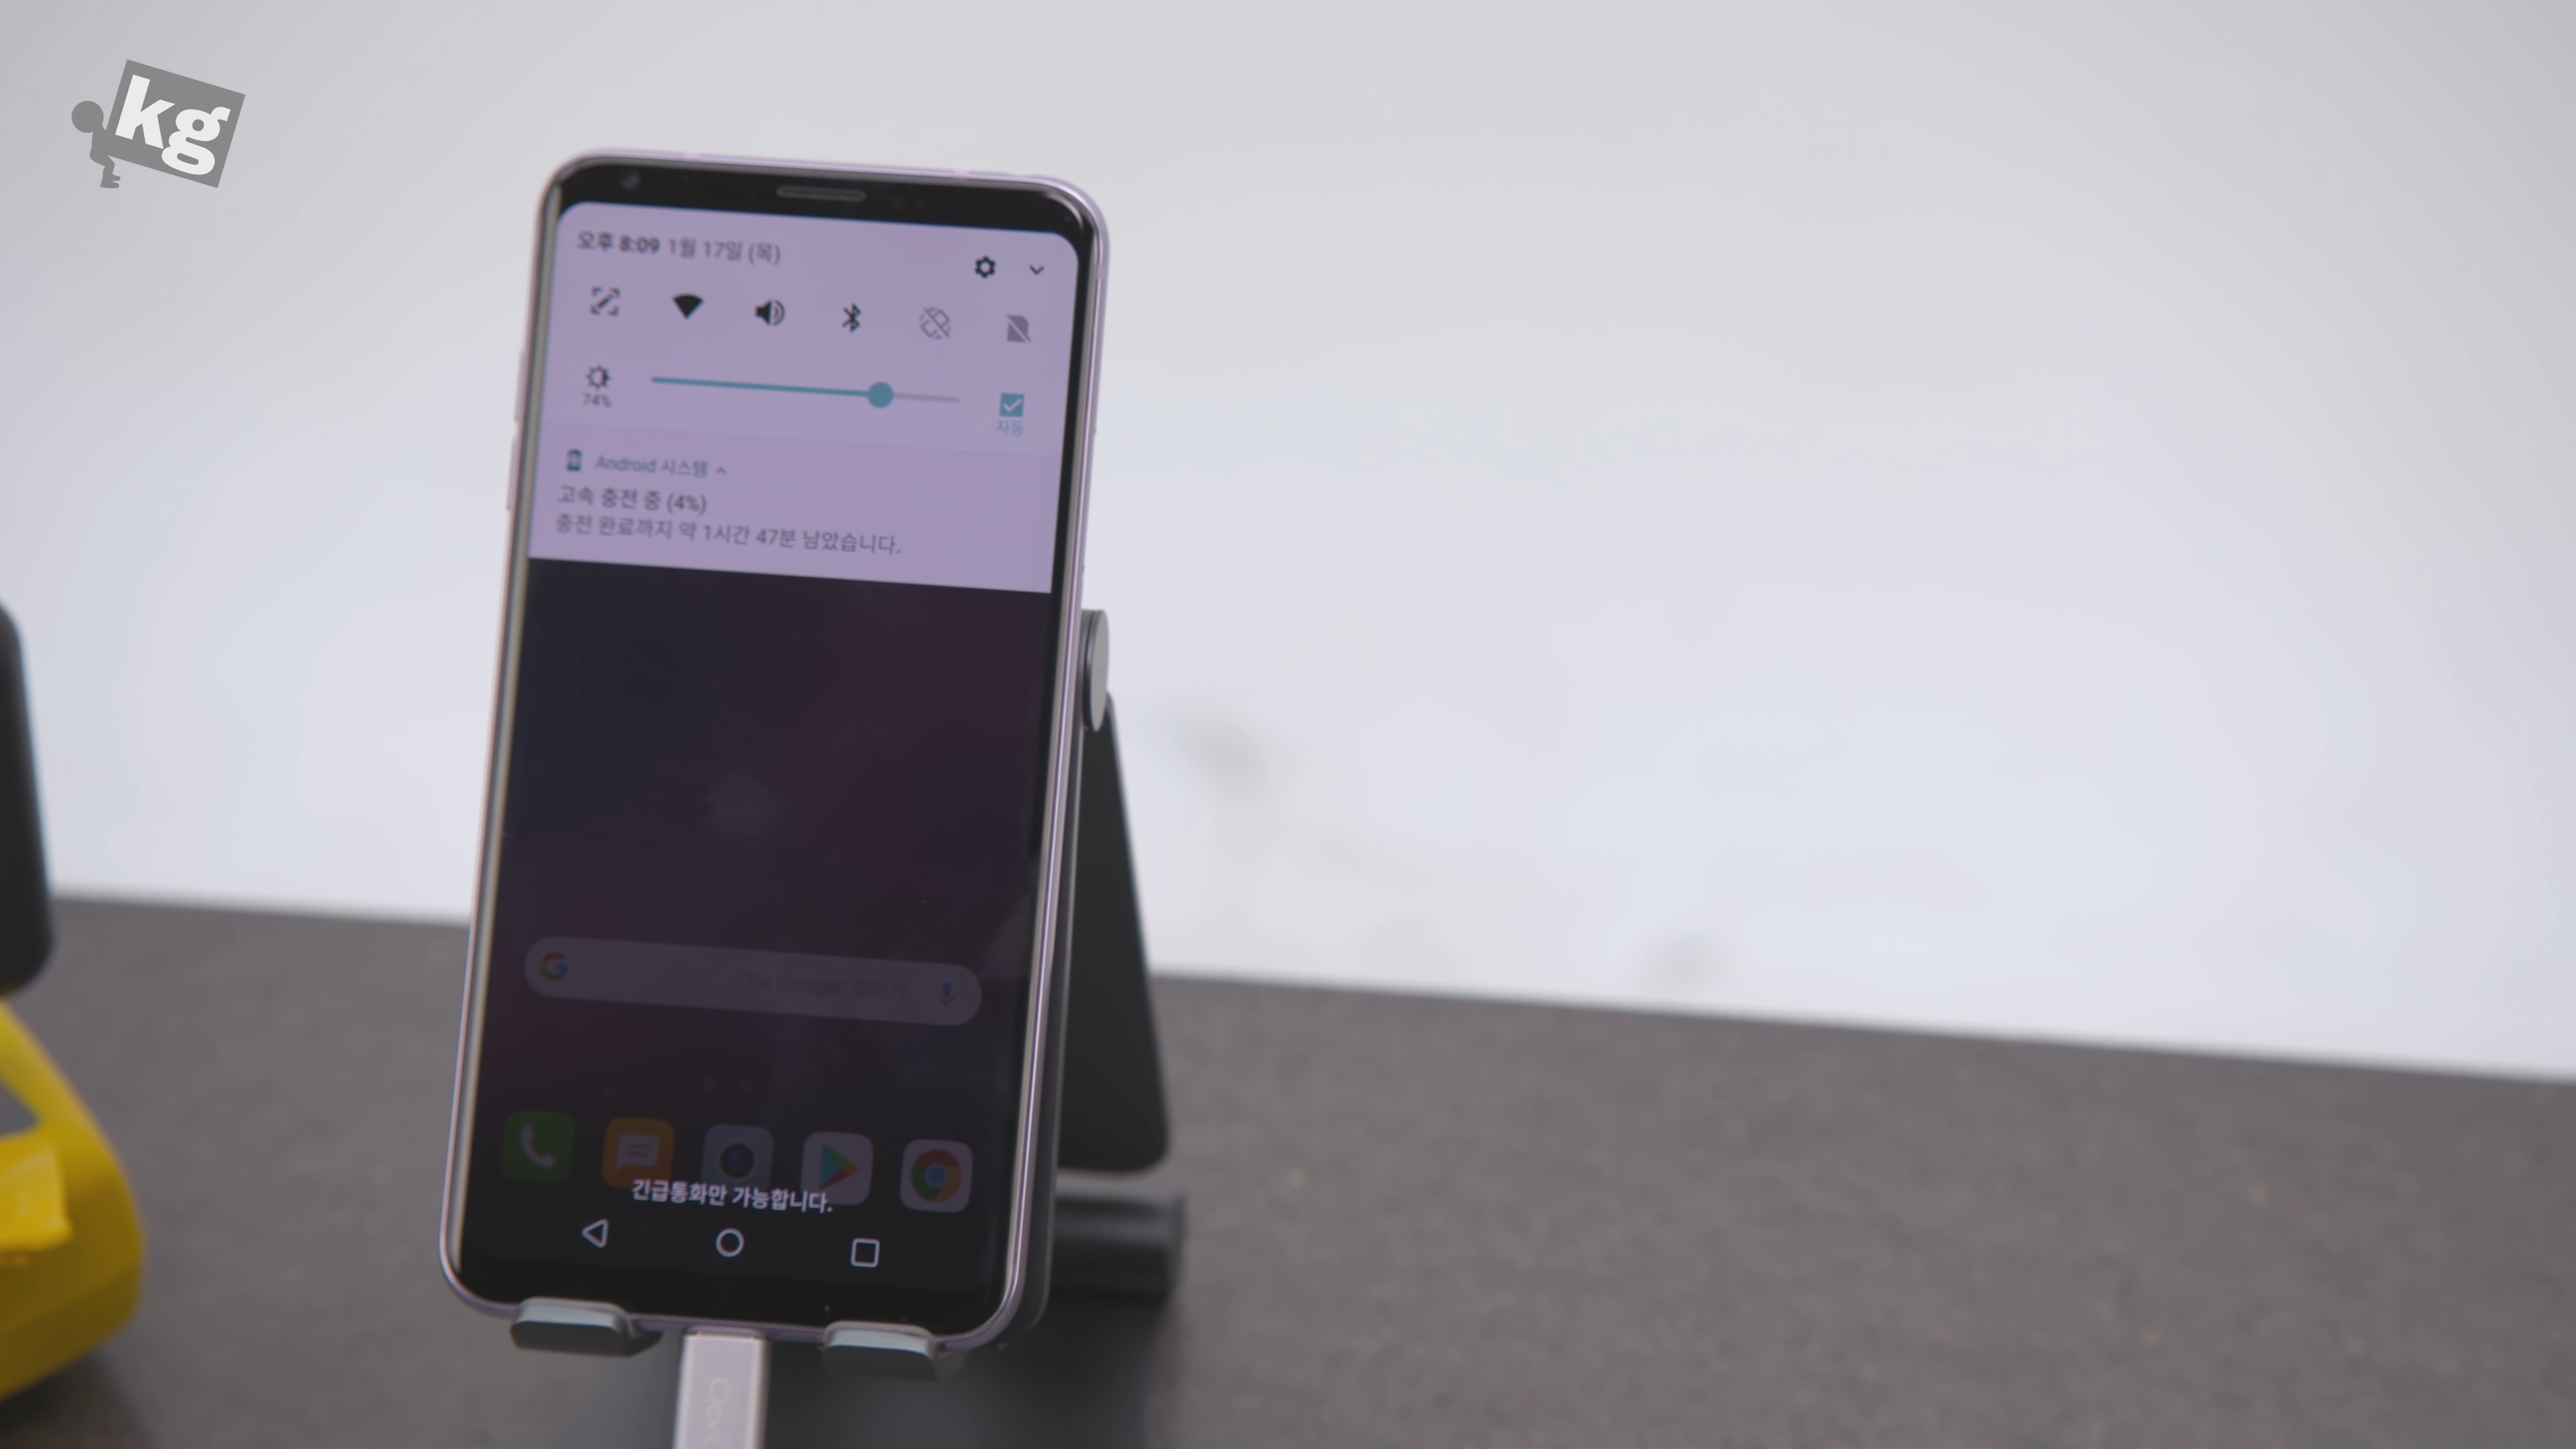 kg
오후 8:09 1월 17일 (목)
74%
자동
Android 시스템
고속 충전 중 (4%)
충전 완료까지 약 1시간 47분 남았습니다.
G
긴급통화만 가능합니다.